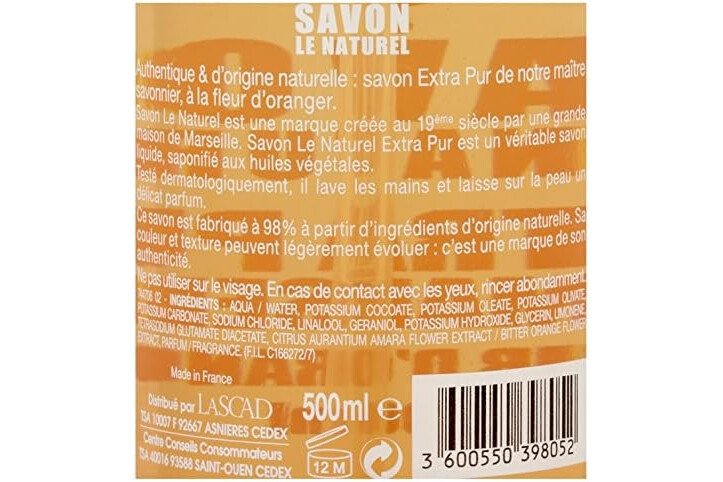 SAVON
LE NATUREL
Authentique & d'origine naturelle : savon Extra Pur de notre maître
savonnier, à la fleur d'oranger.
Savon Le Naturel est une marque créée au 19ème siècle par une grande
maison de Marseille. Savon Le Naturel Extra Pur est un véritable savon
liquide, saponifié aux huiles végétales.
Testé dermatologiquement, il lave les mains et laisse sur la peau un
délicat parfum.
Ce savon est fabriqué à 98% à partir d'ingrédients d'origine naturelle. Sa
couleur et texture peuvent légèrement évoluer : c'est une marque de son
authenticité.
Ne pas utiliser sur le visage. En cas de contact avec les yeux, rincer abondamment.
744706 02 - INGRÉDIENTS : AQUA / WATER, POTASSIUM COCOATE, POTASSIUM OLEATE, POTASSIUM OLIVATE,
POTASSIUM CARBONATE, SODIUM CHLORIDE, LINALOOL, GERANIOL, POTASSIUM HYDROXIDE, GLYCERIN, LIMONENE,
TETRASODIUM GLUTAMATE DIACETATE, CITRUS AURANTIUM AMARA FLOWER EXTRACT / BITTER ORANGE FLOWER
EXTRACT, PARFUM / FRAGRANCE. (F.I.L. C166272/7)
Made in France
Distribué par LASCAD
TSA 10007 F 92667 ASNIERES CEDEX
Centre Conseils Consommateurs
TSA 40016 93588 SAINT-OUEN CEDEX
500ml e
12 M
3 600550 398052